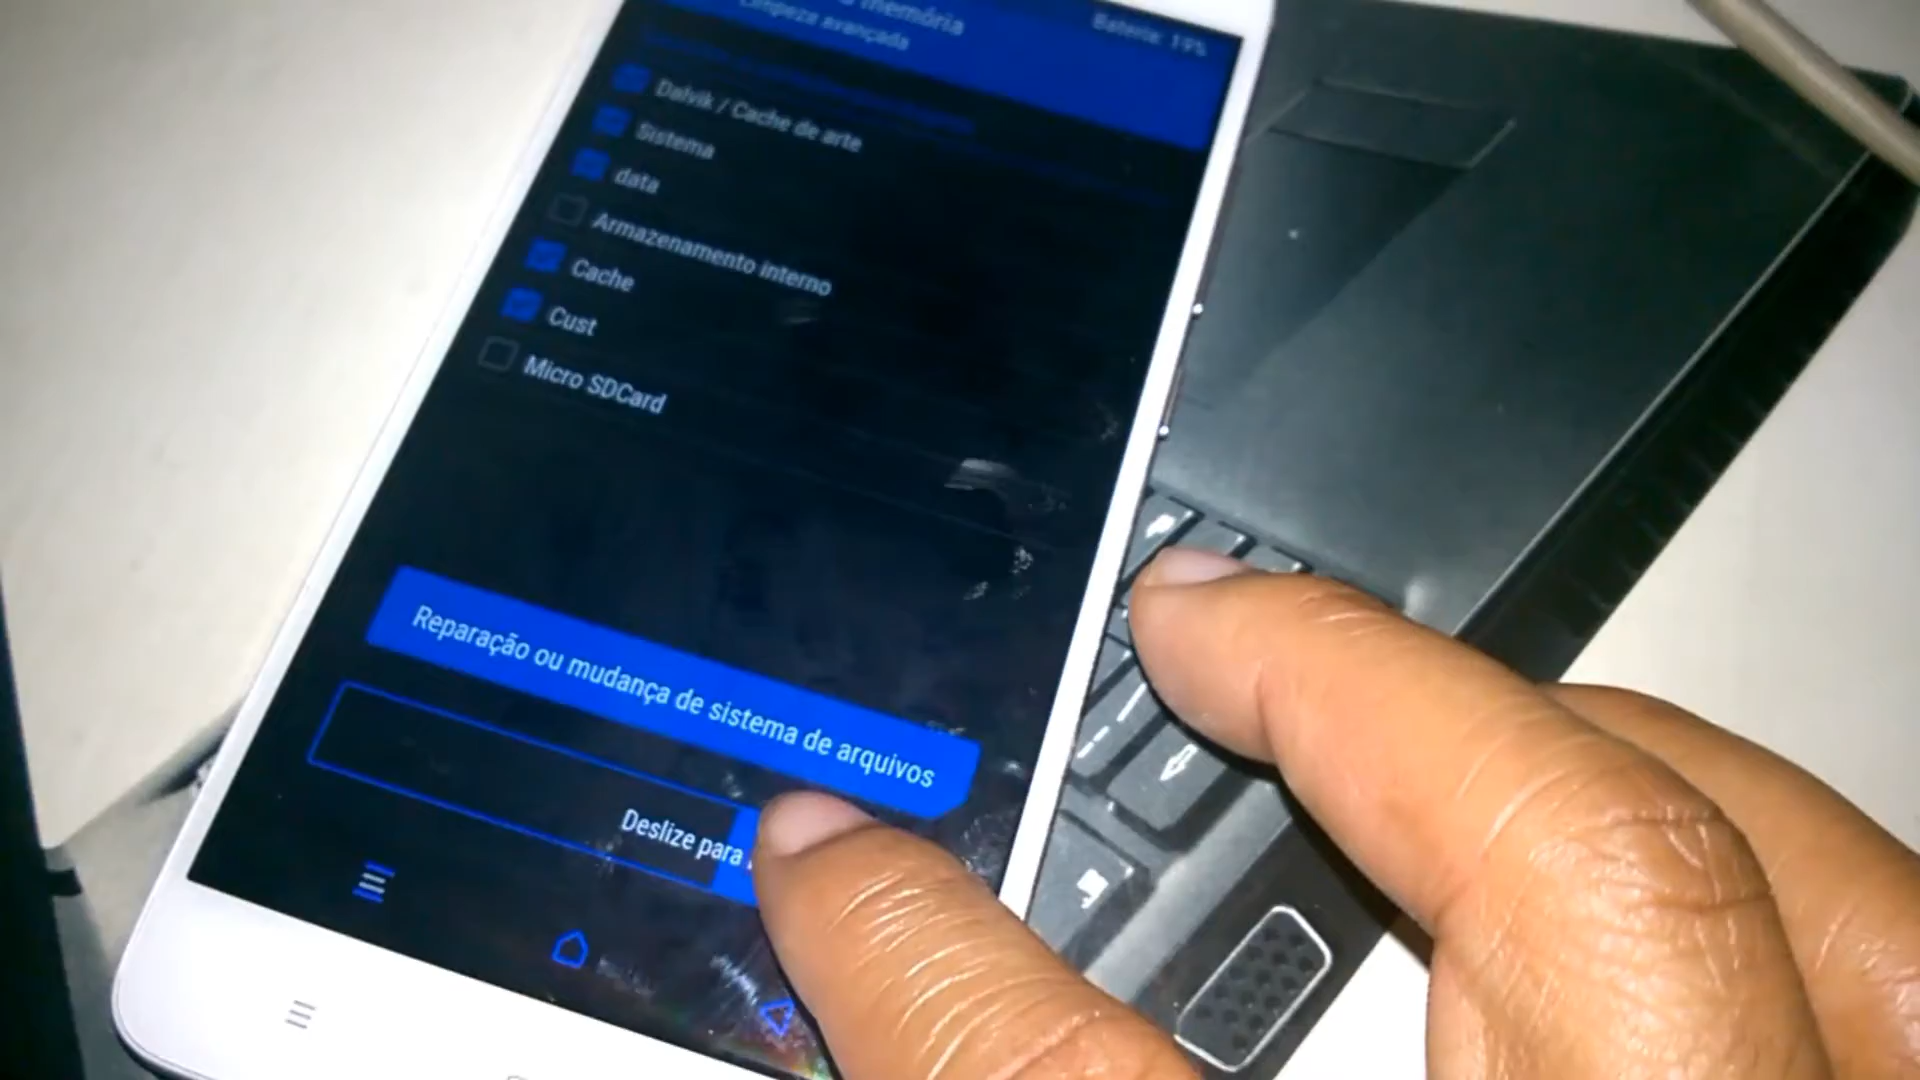 memória
Bateria: 19%
Limpeza avançada
Dalvik / Cache de arte
Sistema
data
Armazenamento interno
Cache
Cust
Micro SDCard
Reparação ou mudança de sistema de arquivos
Deslize para